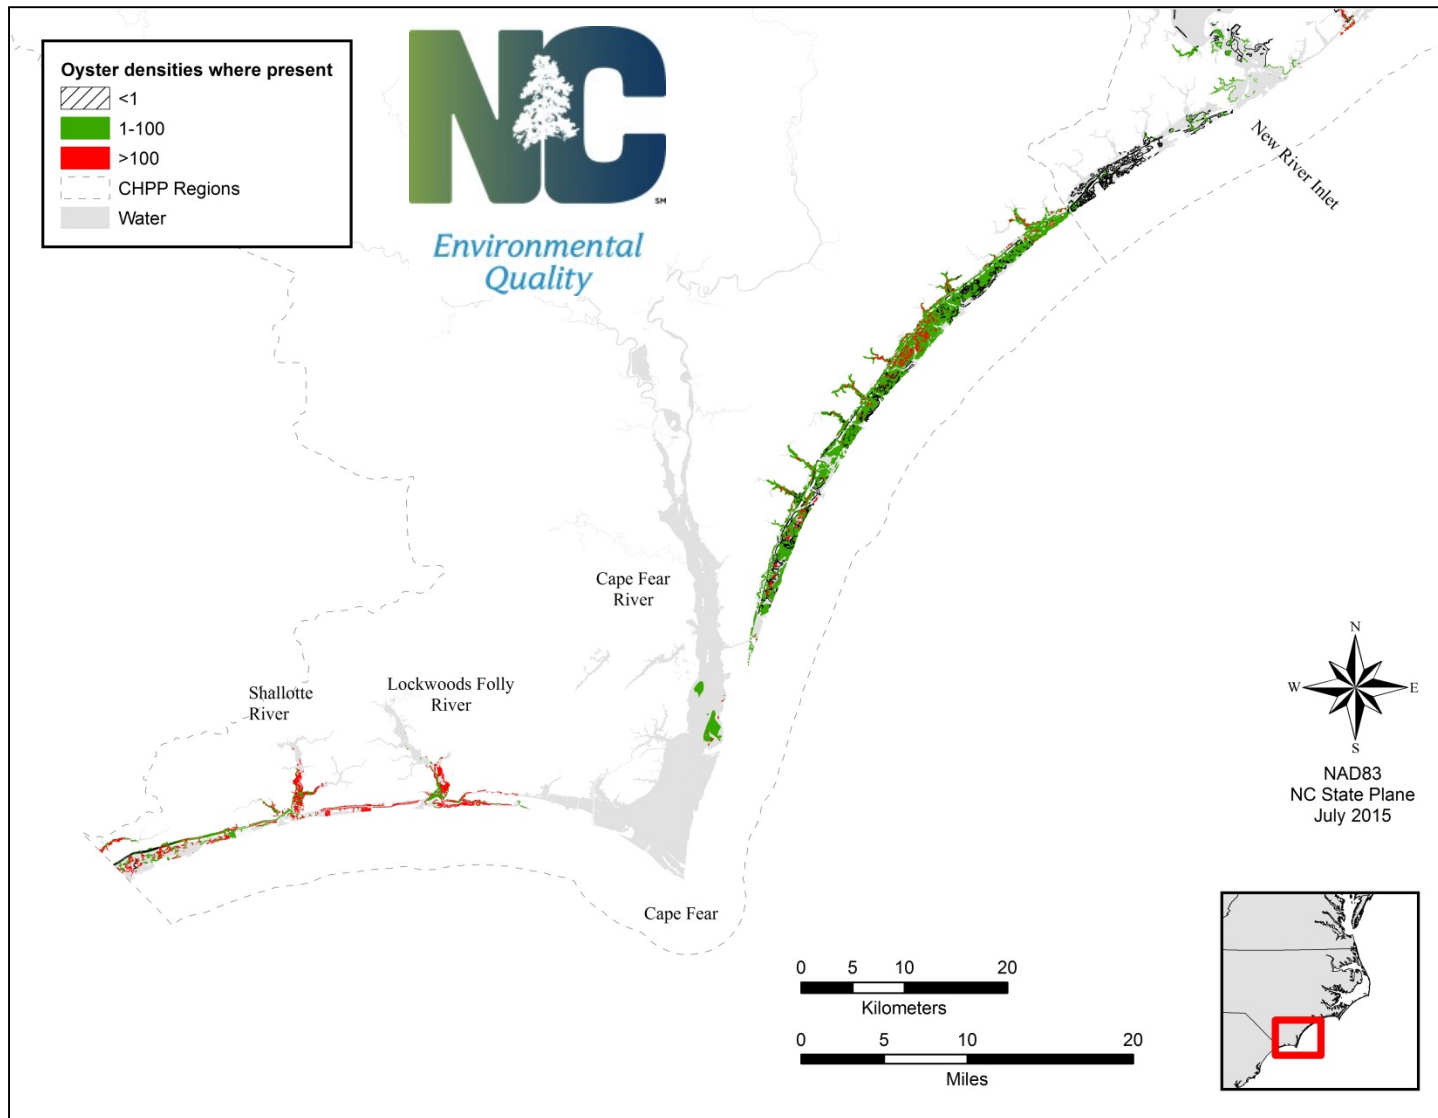 Oyster densities where present
<1
1-100
>100
CHPP Regions
Water
NC
SM
Environmental
Quality
New River Inlet
Cape Fear
River
Shallotte
River
Lockwoods Folly
River
Cape Fear
N
W
E
S
NAD83
NC State Plane
July 2015
0 5 10 20
Kilometers
0 5 10 20
Miles